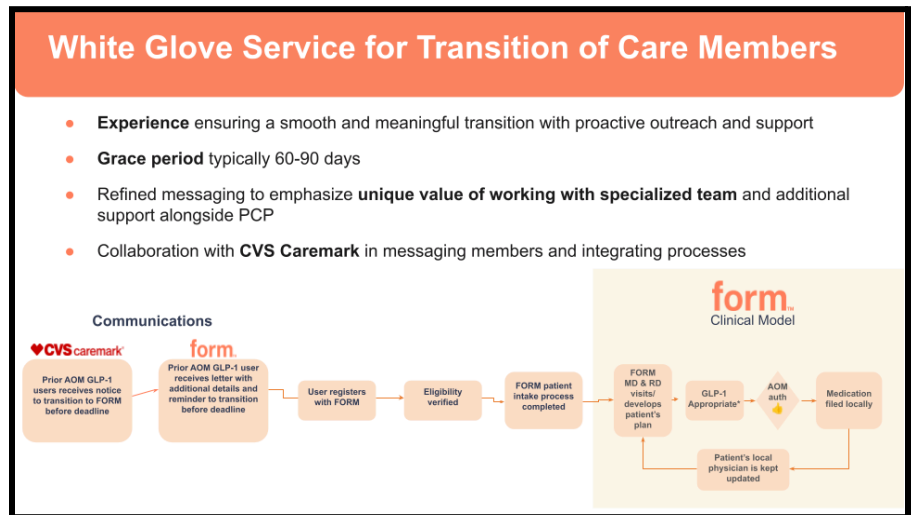 White Glove Service for Transition of Care Members
● Experience ensuring a smooth and meaningful transition with proactive outreach and support
● Grace period typically 60-90 days
● Refined messaging to emphasize unique value of working with specialized team and additional
support alongside PCP
● Collaboration with CVS Caremark in messaging members and integrating processes
Communications
CVS caremark
Prior AOM GLP-1
users receives notice
to transition to FORM
before deadline
form.
Prior AOM GLP-1 user
receives letter with
additional details and
reminder to transition
before deadline
User registers
with FORM
Eligibility
verified
FORM patient
intake process
completed
form™
Clinical Model
FORM
MD & RD
visits/
develops
patient's
plan
GLP-1
Appropriate*
AOM
auth
👍
Medication
filed locally
Patient's local
physician is kept
updated